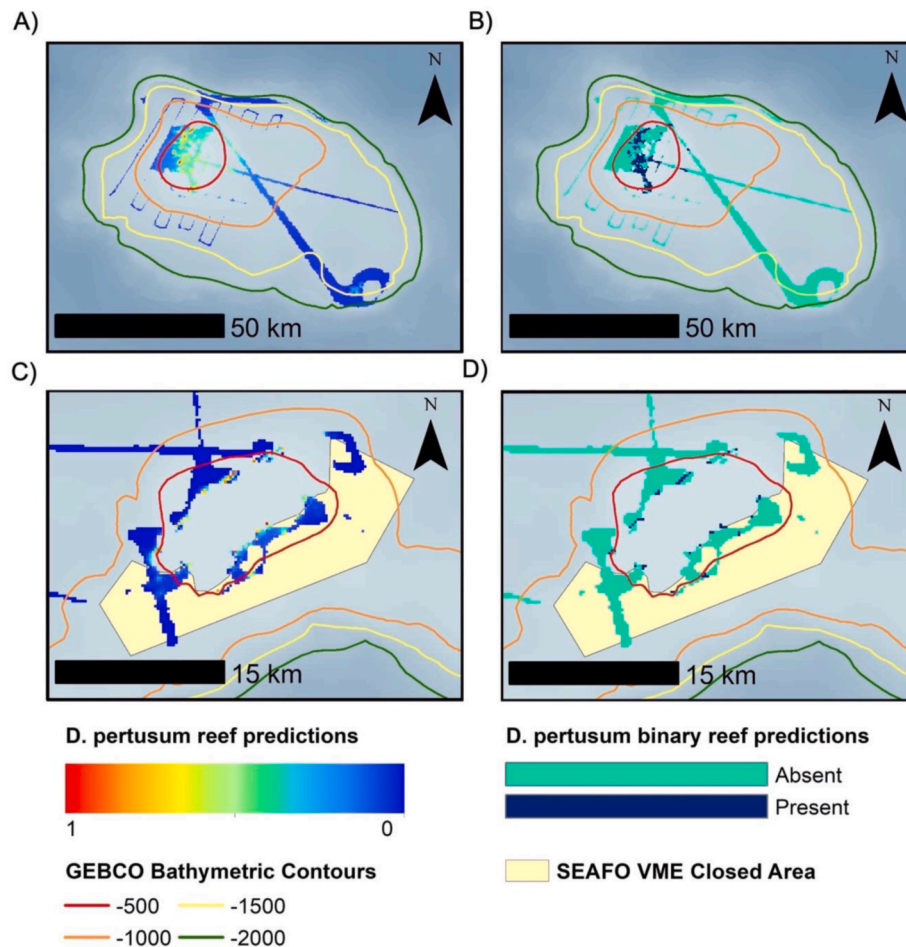 A)
B)
N
N
50 km
50 km
C)
D)
N
N
15 km
15 km
D. pertusum reef predictions
1
0
D. pertusum binary reef predictions
Absent
Present
GEBCO Bathymetric Contours
-500
-1500
-1000
-2000
SEAFO VME Closed Area